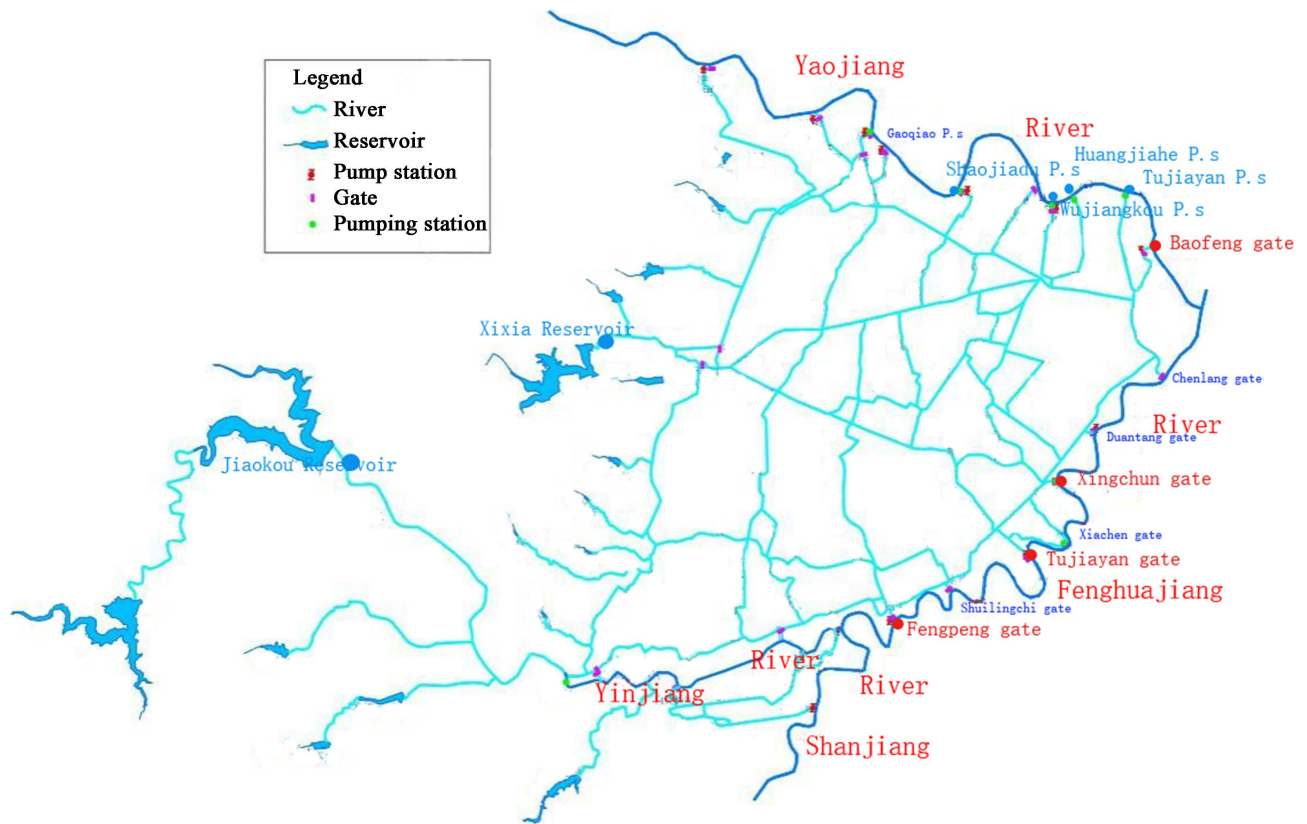 Legend
River
Reservoir
Pump station
Gate
Pumping station
Yaojiang
River
Gaoqiao P.s
Shaojiadu P.s
Huangjiahe P.s
Tujiayan P.s
Wujiangkou P.s
Baofeng gate
Xixia Reservoir
Chenlang gate
River
Duantang gate
Jiaokou Reservoir
Xingchun gate
Xiachen gate
Tujiayan gate
Fenghuajiang
Shuilingchi gate
Fengpeng gate
River
River
Yinjiang
Shanjiang